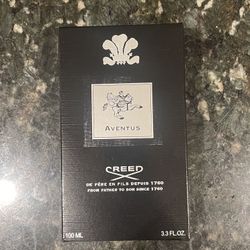 AVENTUS
CREED
DE PÈRE EN FILS DEPUIS 1760
FROM FATHER TO SON SINCE 1760
100 ML 3.3 FL.OZ.